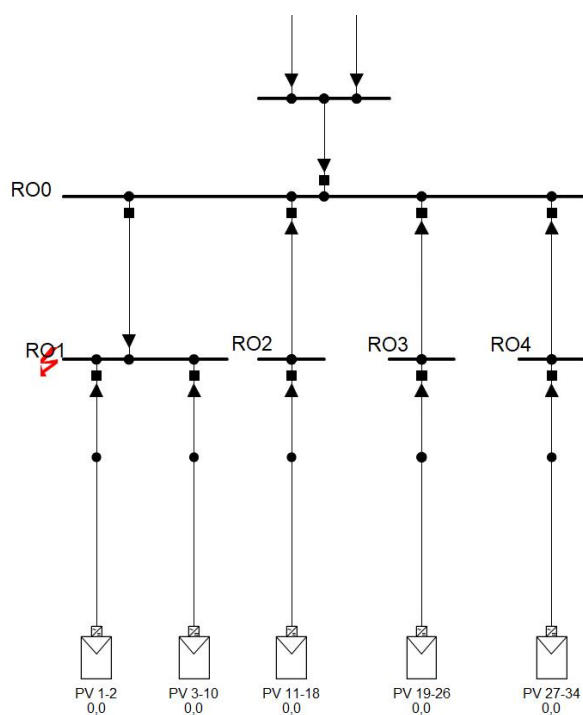 RO0
RO1
RO2
RO3
RO4
PV 1-2
0,0
PV 3-10
0,0
PV 11-18
0,0
PV 19-26
0,0
PV 27-34
0,0